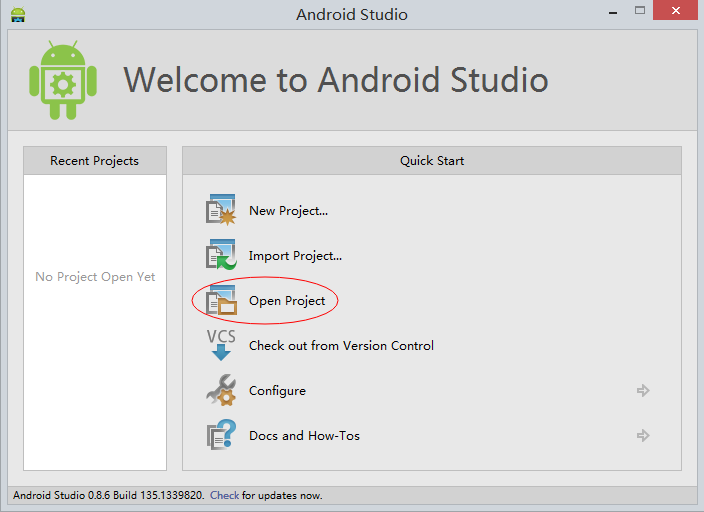 Android Studio
Welcome to Android Studio
Recent Projects
No Project Open Yet
Quick Start
New Project...
Import Project...
Open Project
VCS
Check out from Version Control
Configure
Docs and How-Tos
Android Studio 0.8.6 Build 135.1339820. Check for updates now.